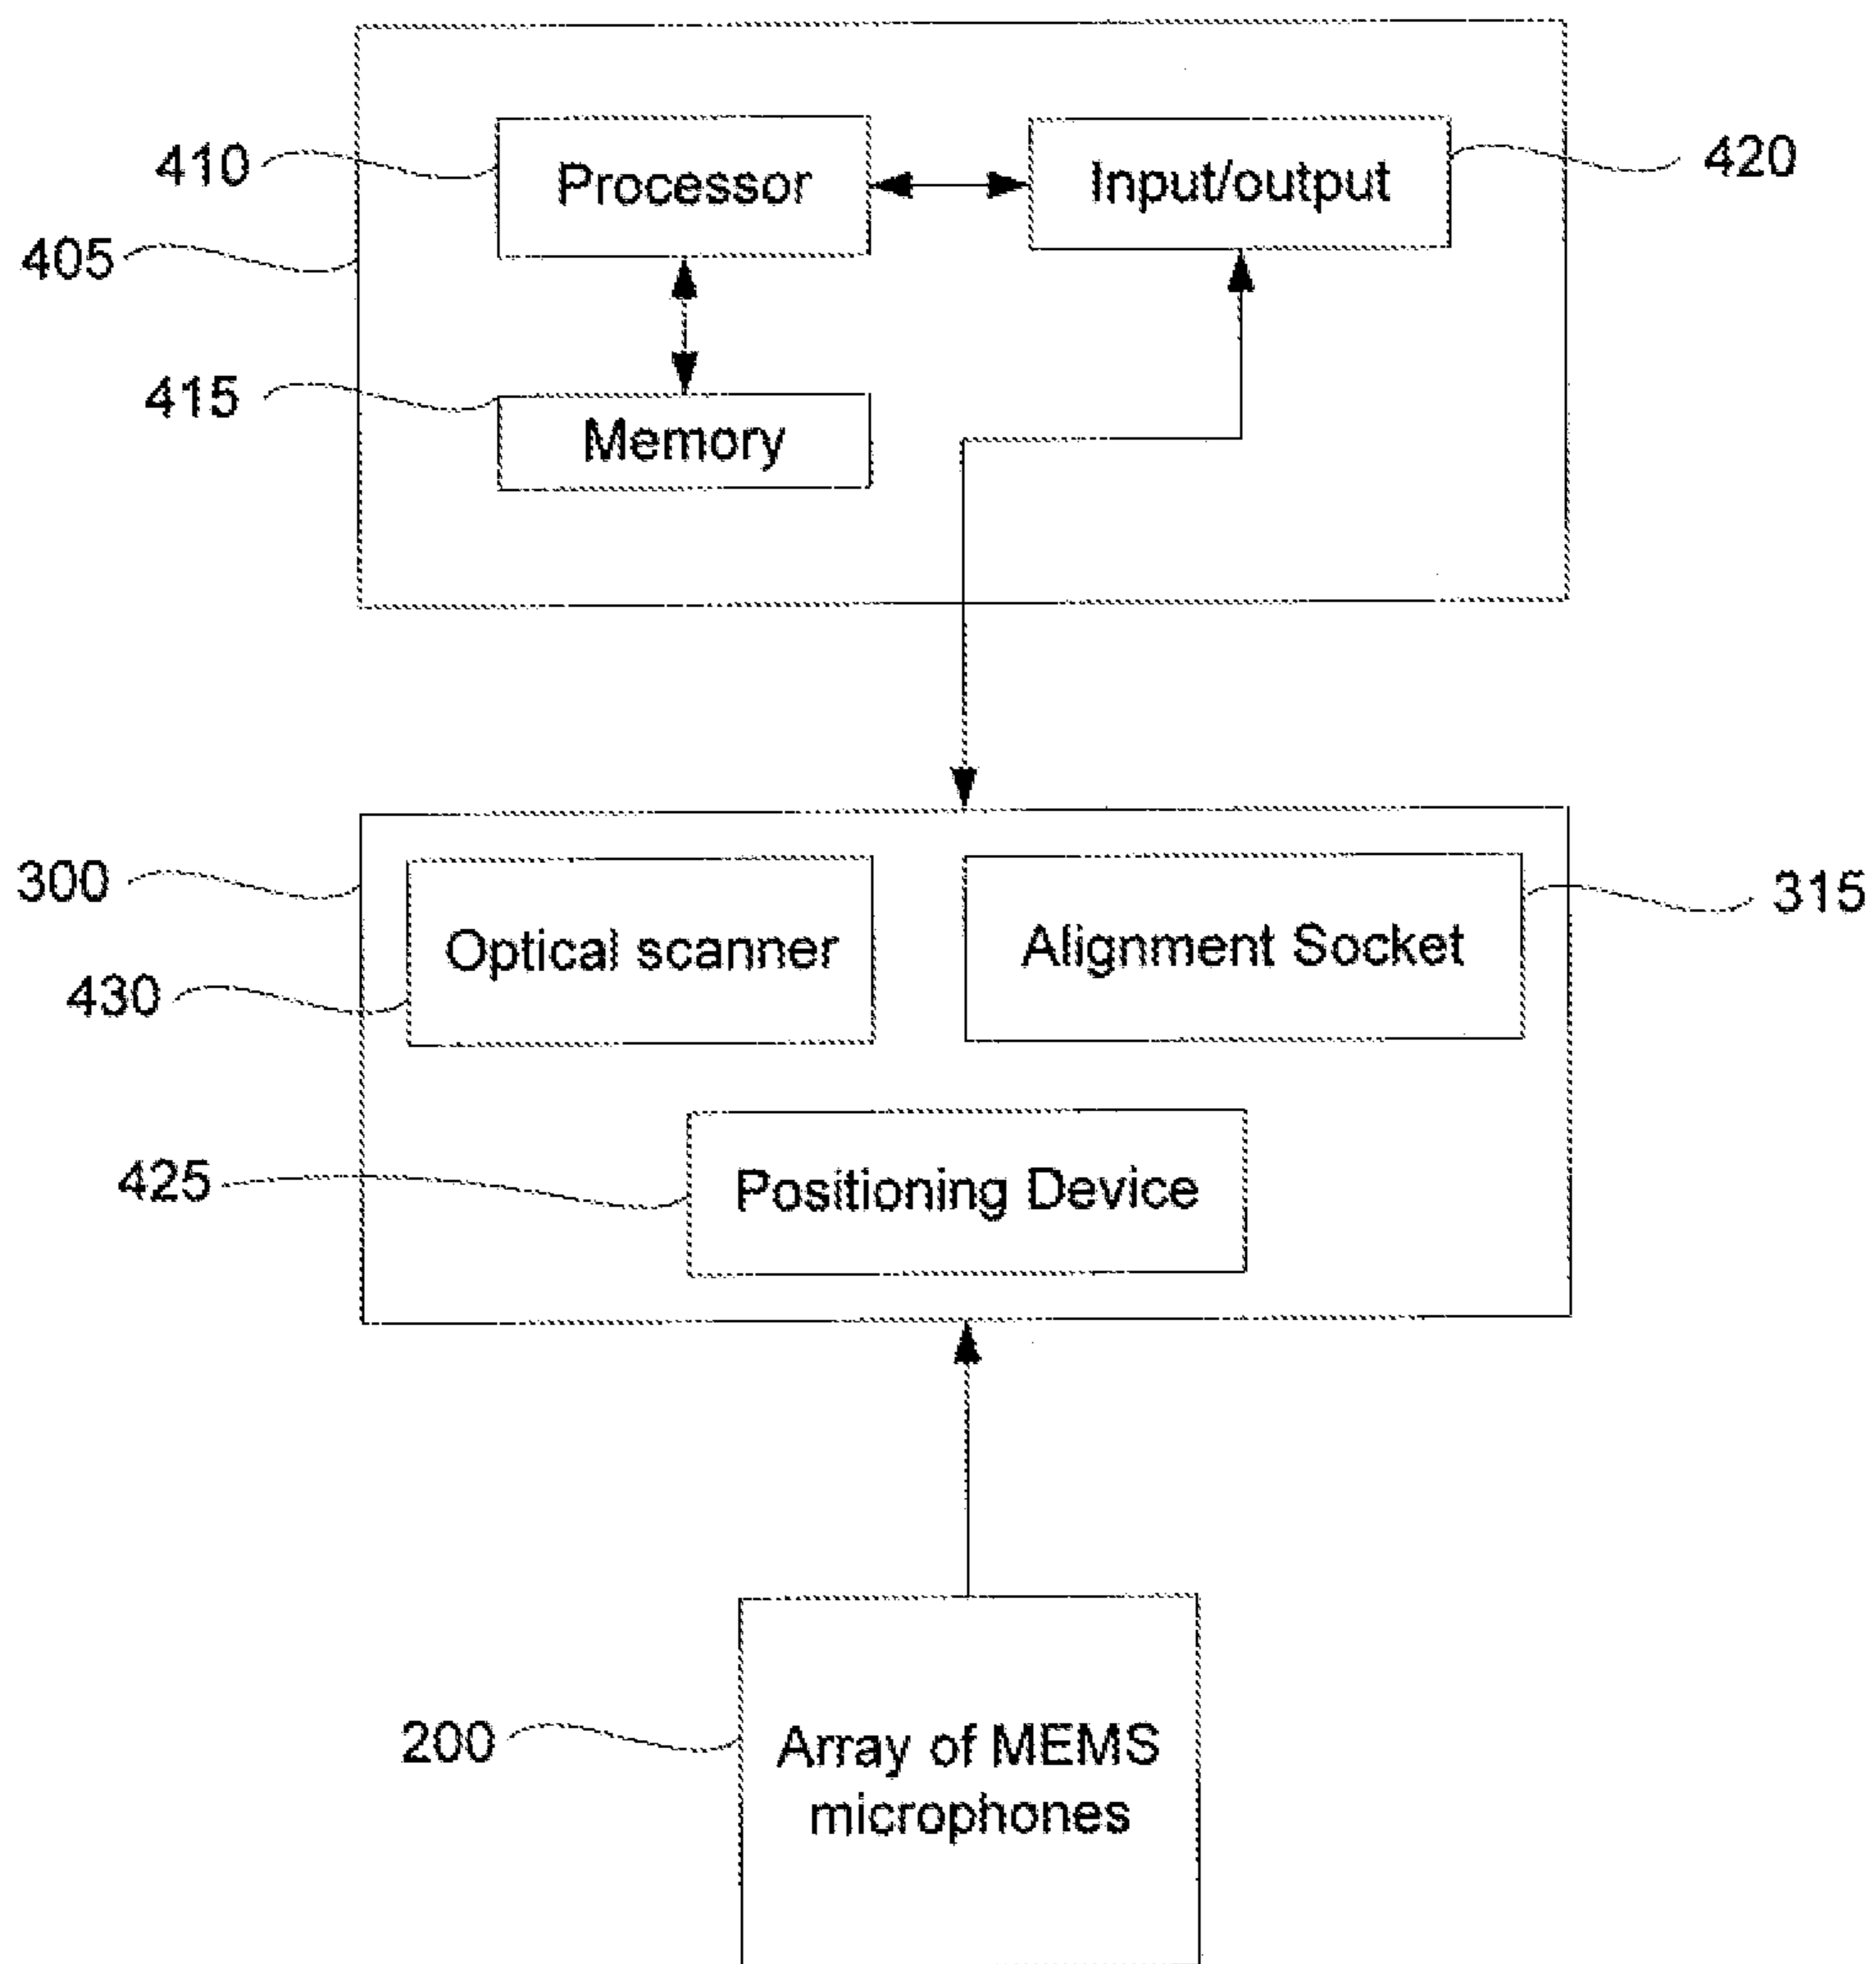 410
Processor
Input/output
420
405
415
Memory
300
Optical scanner
Alignment Socket
315
430
425
Positioning Device
200
Array of MEMS
microphones